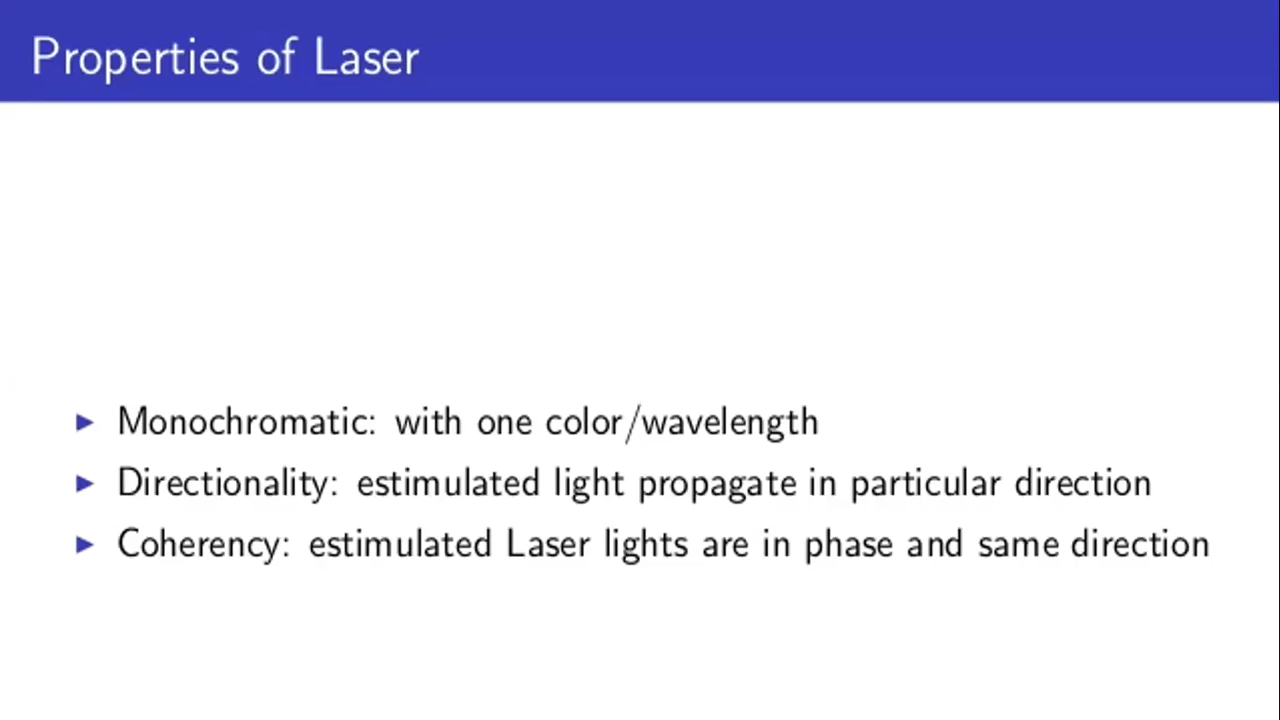 Properties of Laser
▶ Monochromatic: with one color/wavelength
▶ Directionality: estimulated light propagate in particular direction
▶ Coherency: estimulated Laser lights are in phase and same direction